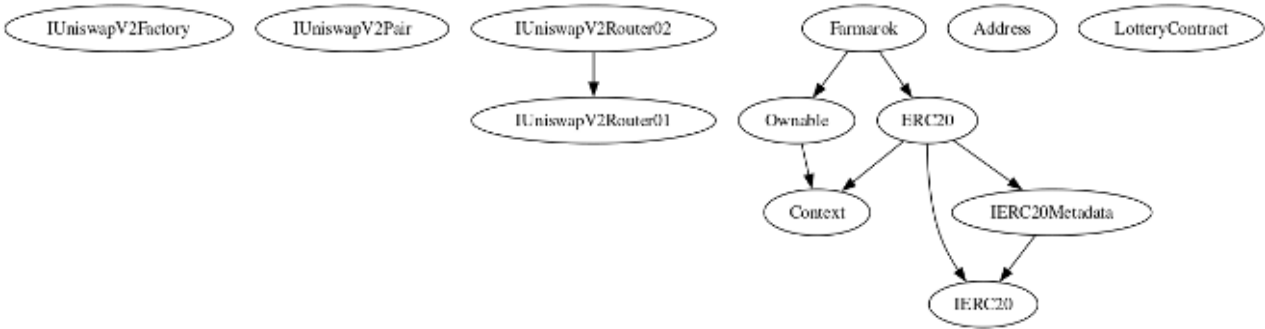 IUniswapV2Factory
IUniswapV2Pair
IUniswapV2Router02
Farmarok
Address
LotteryContract
IUniswapV2Router01
Ownable
ERC20
Context
IERC20Metadata
IERC20